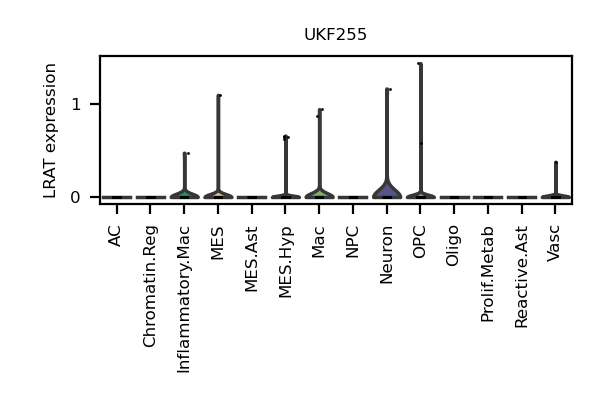 UKF255
LRAT expression
1
0
AC
Chromatin.Reg
Inflammatory.Mac
MES
MES.Ast
MES.Hyp
Mac
NPC
Neuron
OPC
Oligo
Prolif.Metab
Reactive.Ast
Vasc